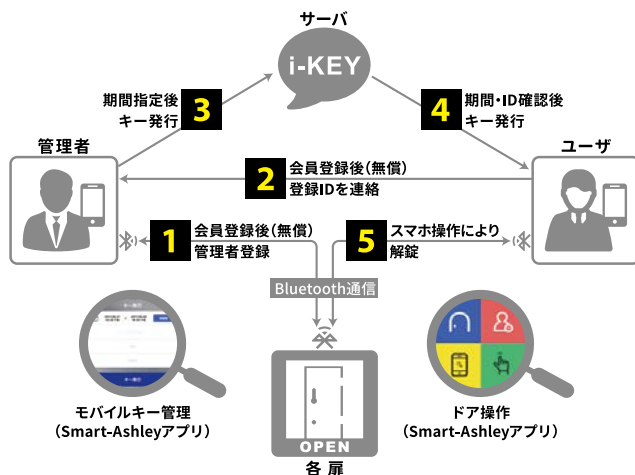 サーバ
i-KEY
期間指定後
キー発行
3
4
期間・ID確認後
キー発行
管理者
ユーザ
2
会員登録後(無償)
登録IDを連絡
1
会員登録後(無償)
管理者登録
5
スマホ操作により
解錠
Bluetooth通信
OPEN
各扉
モバイルキー管理
(Smart-Ashleyアプリ)
ドア操作
(Smart-Ashleyアプリ)